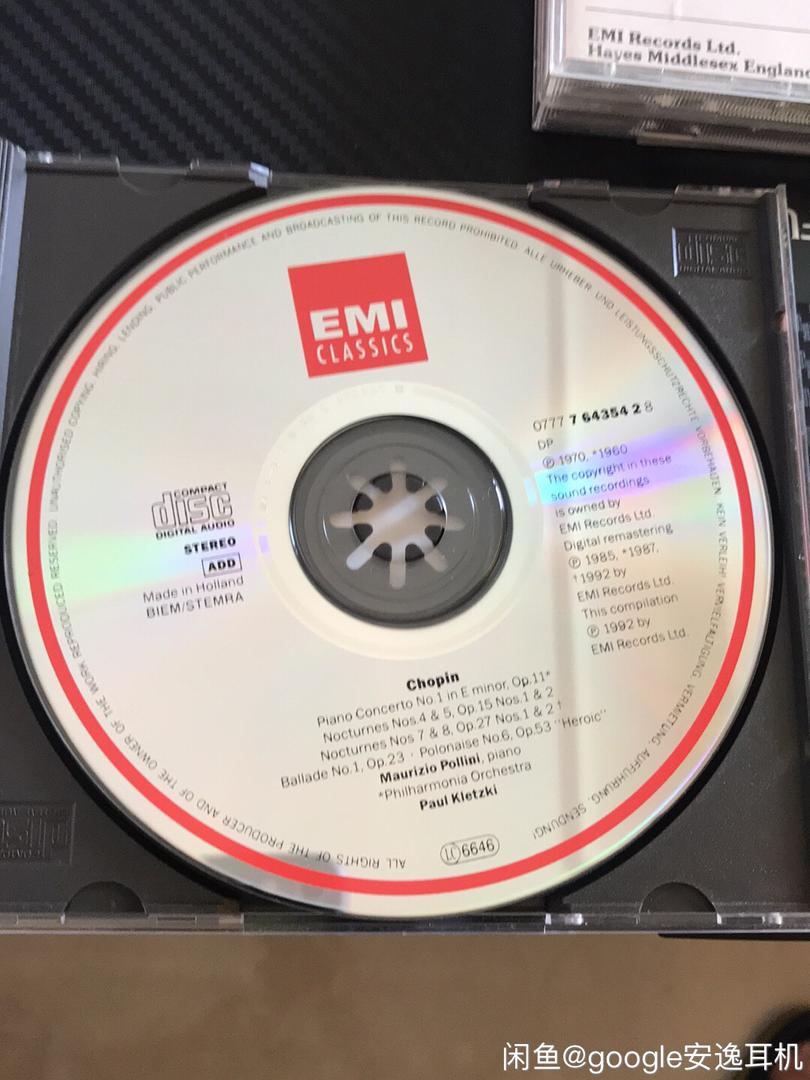 EMI Records Ltd.
Hayes Middlesex England
COMPACT
disc
DIGITAL AUDIO
UNAUTHORISED COPYING, HIRING, LENDING, PUBLIC PERFORMANCE AND BROADCASTING OF THIS RECORD PROHIBITED. ALLE URHEBER- UND LEISTUNGSSCHUTZRECHTE VORBEHALTEN. KEIN VERLEIH! VERVIELFÄLTIGUNG, VERMIETUNG, AUFFÜHRUNG, SENDUNG!
EMI
CLASSICS
0777 7 64354 2 8
DP
℗ 1970, *1960
The copyright in these
sound recordings
is owned by
EMI Records Ltd.
Digital remastering
℗ 1985, *1987,
†1992 by
EMI Records Ltd.
This compilation
℗ 1992 by
EMI Records Ltd.
COMPACT
disc
DIGITAL AUDIO
STEREO
ADD
Made in Holland
BIEM/STEMRA
Chopin
Piano Concerto No.1 in E minor, Op.11*
Nocturnes Nos.4 & 5, Op.15 Nos.1 & 2
Nocturnes Nos 7 & 8, Op.27 Nos.1 & 2 †
Ballade No.1, Op.23 · Polonaise No.6, Op.53 "Heroic"
Maurizio Pollini, piano
*Philharmonia Orchestra
Paul Kletzki
LC 6646
ALL RIGHTS OF THE PRODUCER AND OF THE OWNER OF THE WORK REPRODUCED RESERVED.
闲鱼@google安逸耳机